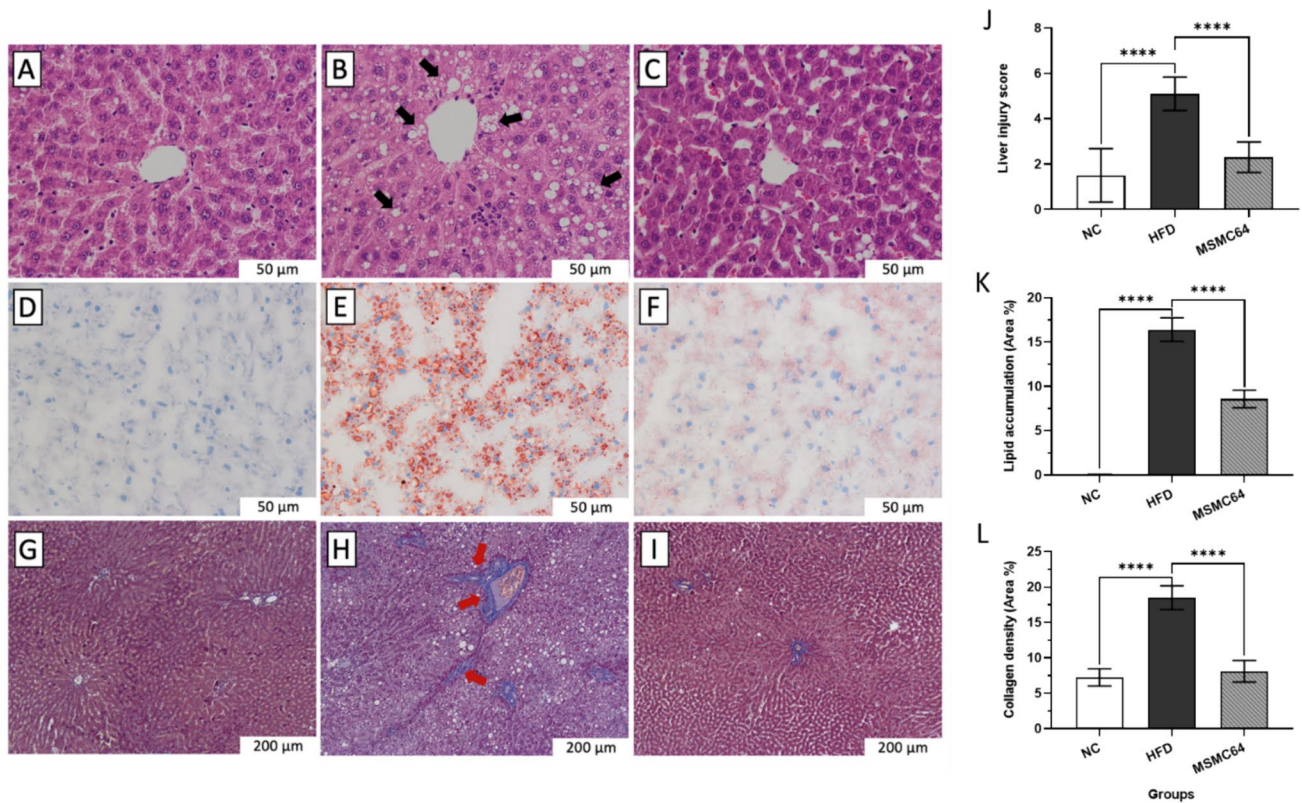 A
B
C
50 µm
50 µm
50 µm
D
E
F
50 µm
50 µm
50 µm
G
H
I
200 µm
200 µm
200 µm
J
Liver injury score
8
6
4
2
0
****
****
NC
HFD
MSMC64
K
Lipid accumulation (Area %)
20
15
10
5
0
****
****
NC
HFD
MSMC64
L
Collagen density (Area %)
25
20
15
10
5
0
****
****
NC
HFD
MSMC64
Groups